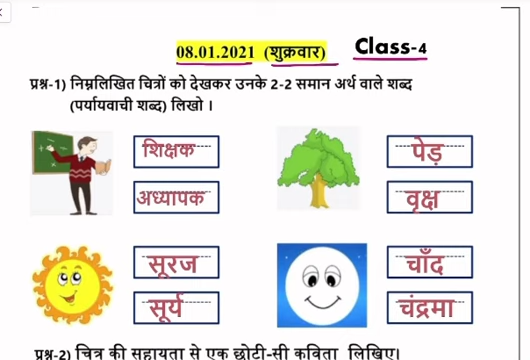 08.01.2021 (शुक्रवार) Class-4
प्रश्न-1) निम्नलिखित चित्रों को देखकर उनके 2-2 समान अर्थ वाले शब्द
(पर्यायवाची शब्द) लिखो ।
शिक्षक पेड़
अध्यापक वृक्ष
सूरज चाँद
सूर्य चंद्रमा
प्रश्न-2) चित्र की सहायता से एक छोटी-सी कविता लिखिए।